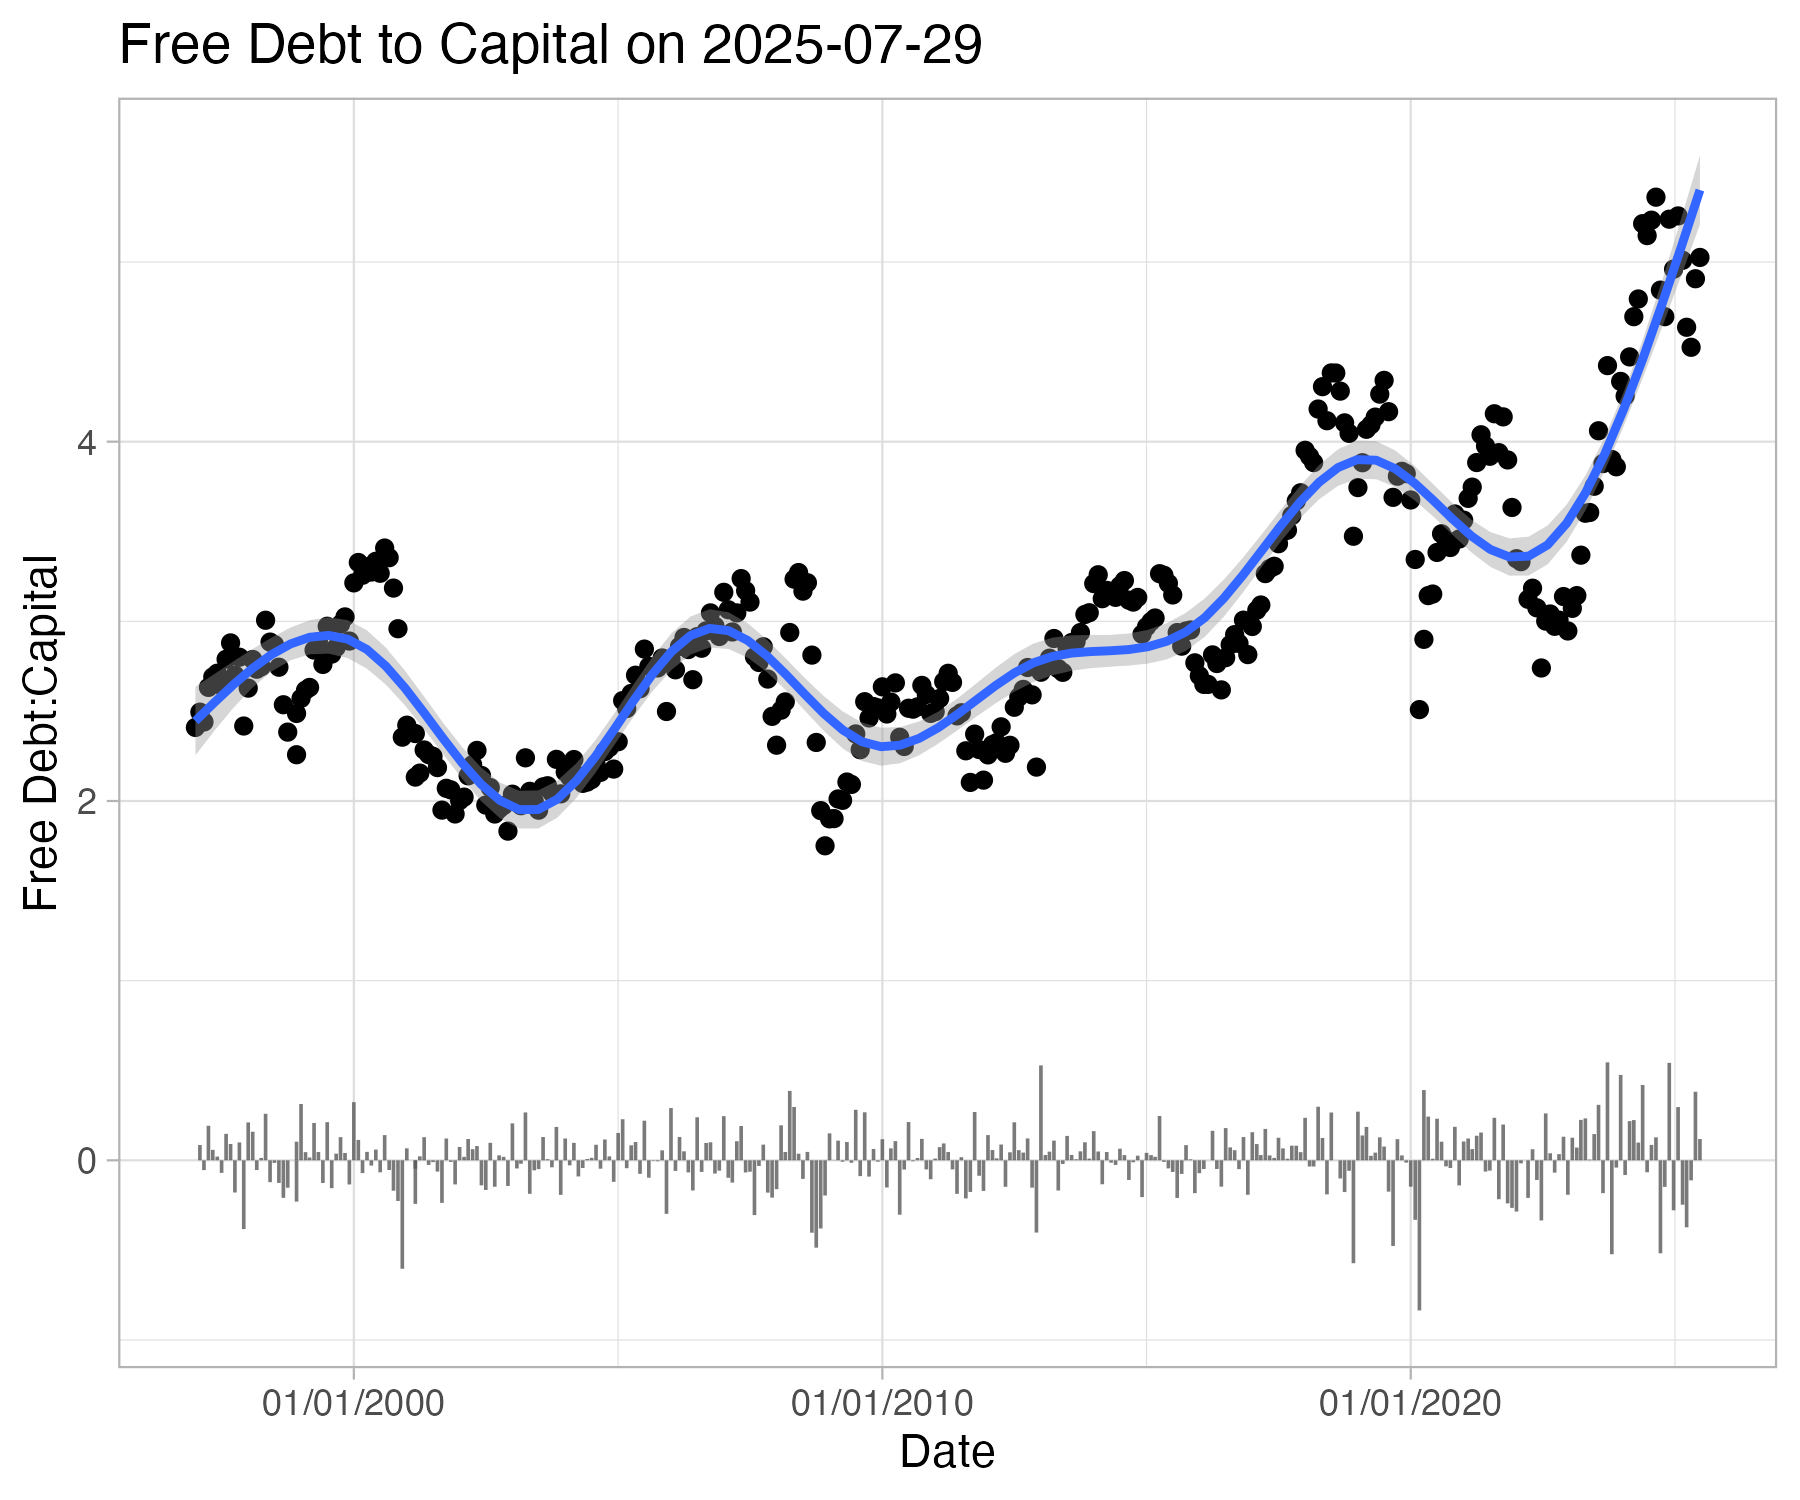 Free Debt to Capital on 2025-07-29
Free Debt:Capital
4
2
0
01/01/2000
01/01/2010
01/01/2020
Date